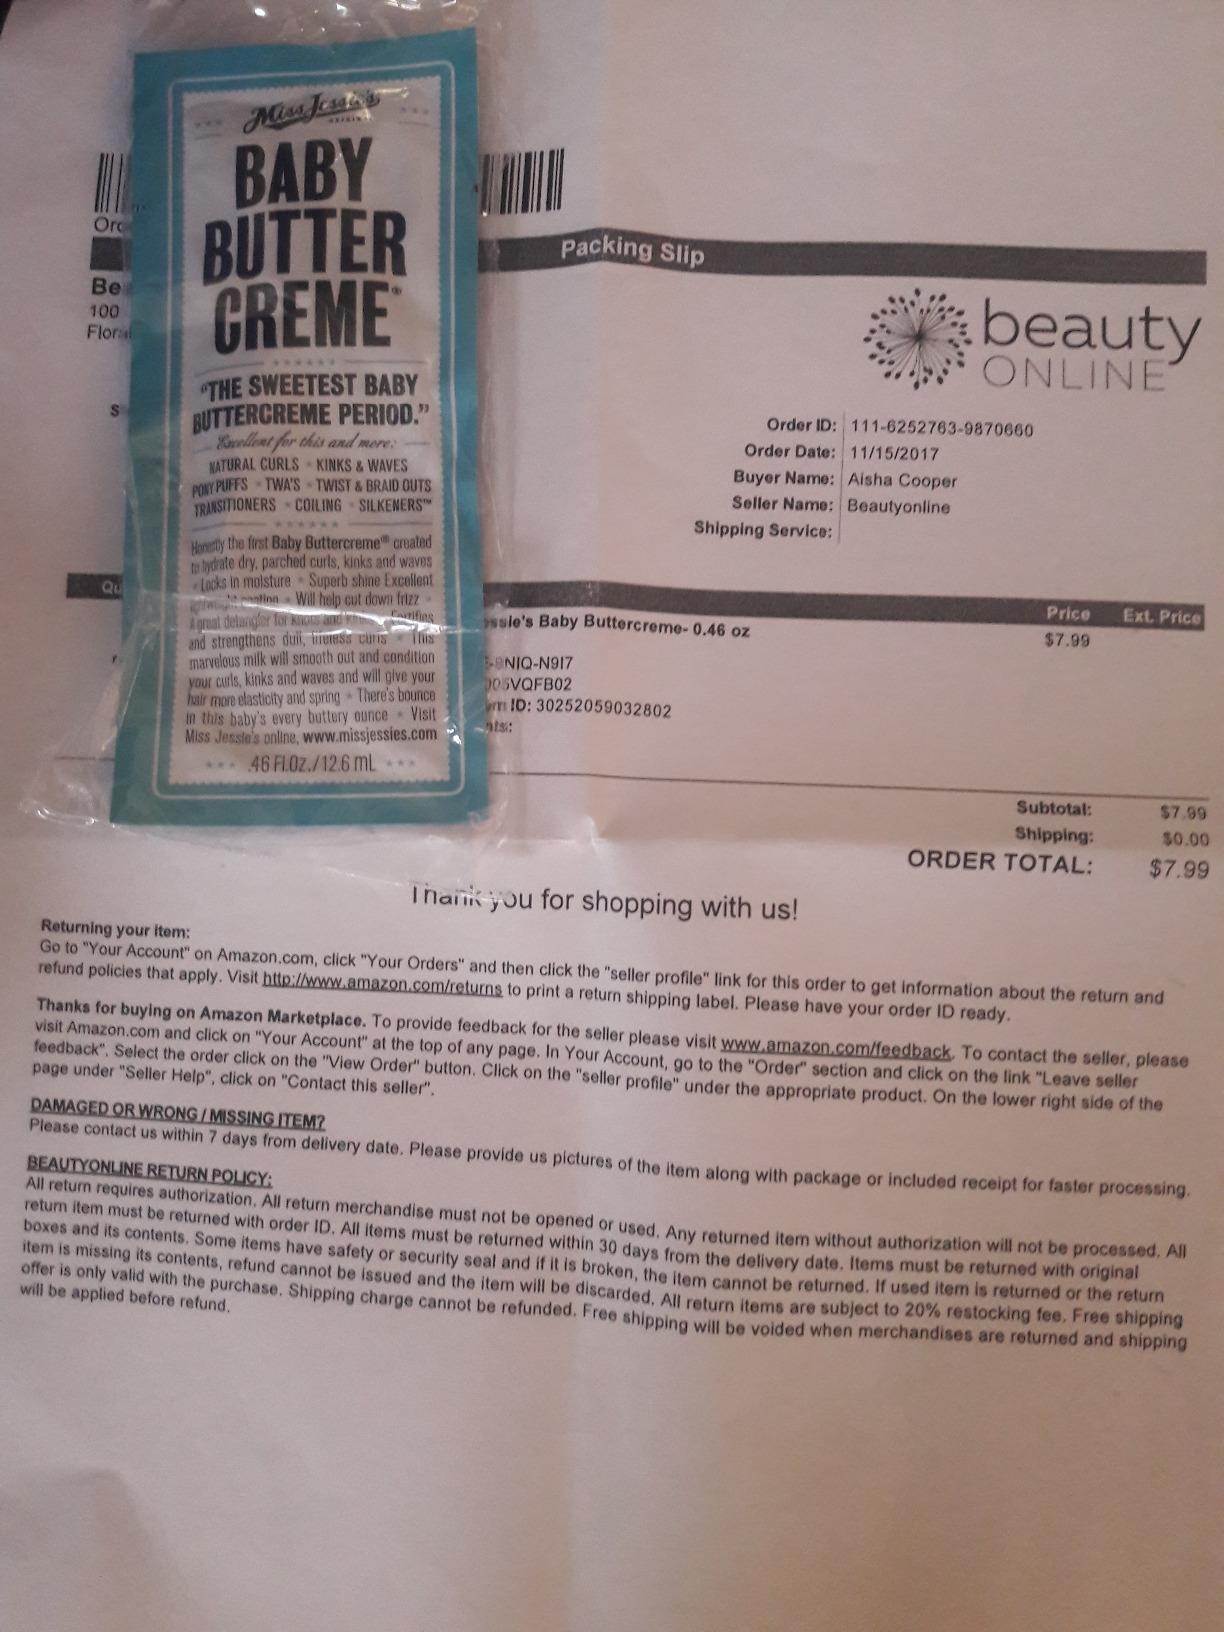 Miss Jessie's
ORIGINAL
BABY
BUTTER
CREME®
"THE SWEETEST BABY
BUTTERCREME PERIOD."
Excellent for this and more:
NATURAL CURLS • KINKS & WAVES
PONY PUFFS • TWA'S • TWIST & BRAID OUTS
TRANSITIONERS • COILING • SILKENERS™
Honestly the first Baby Buttercreme® created
to hydrate dry, parched curls, kinks and waves
• Locks in moisture • Superb shine Excellent
• Will help cut down frizz •
A great detangler for knots and Fortifies
and strengthens dull, lifeless curls • This
marvelous milk will smooth out and condition
your curls, kinks and waves and will give your
hair more elasticity and spring • There's bounce
in this baby's every buttery ounce • Visit
Miss Jessie's online, www.missjessies.com
.46 Fl.Oz./12.6 mL
Ord
Packing Slip
Be
100
Flora
S
beauty
ONLINE
Order ID: 111-6252763-9870660
Order Date: 11/15/2017
Buyer Name: Aisha Cooper
Seller Name: Beautyonline
Shipping Service:
Qu
Price Ext. Price
ssie's Baby Buttercreme- 0.46 oz $7.99
-9NIQ-N9I7
005VQFB02
em ID: 30252059032802
nts:
Subtotal: $7.99
Shipping: $0.00
ORDER TOTAL: $7.99
Thank you for shopping with us!
Returning your item:
Go to "Your Account" on Amazon.com, click "Your Orders" and then click the "seller profile" link for this order to get information about the return and
refund policies that apply. Visit http://www.amazon.com/returns to print a return shipping label. Please have your order ID ready.
Thanks for buying on Amazon Marketplace. To provide feedback for the seller please visit www.amazon.com/feedback. To contact the seller, please
visit Amazon.com and click on "Your Account" at the top of any page. In Your Account, go to the "Order" section and click on the link "Leave seller
feedback". Select the order click on the "View Order" button. Click on the "seller profile" under the appropriate product. On the lower right side of the
page under "Seller Help", click on "Contact this seller".
DAMAGED OR WRONG / MISSING ITEM?
Please contact us within 7 days from delivery date. Please provide us pictures of the item along with package or included receipt for faster processing.
BEAUTYONLINE RETURN POLICY:
All return requires authorization. All return merchandise must not be opened or used. Any returned item without authorization will not be processed. All
return item must be returned with order ID. All items must be returned within 30 days from the delivery date. Items must be returned with original
boxes and its contents. Some items have safety or security seal and if it is broken, the item cannot be returned. If used item is returned or the return
item is missing its contents, refund cannot be issued and the item will be discarded. All return items are subject to 20% restocking fee. Free shipping
offer is only valid with the purchase. Shipping charge cannot be refunded. Free shipping will be voided when merchandises are returned and shipping
will be applied before refund.